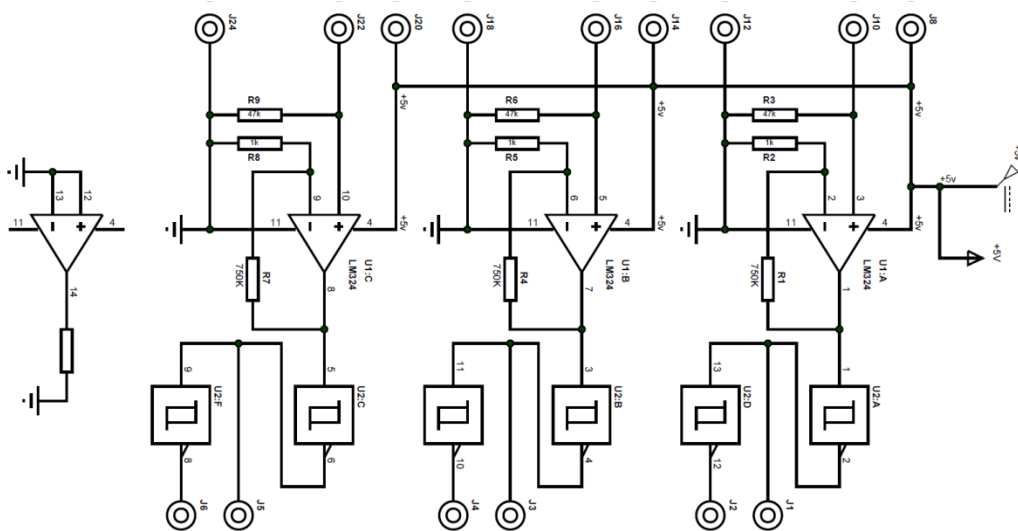 J24
J22
J20
J18
J16
J14
J12
J10
J8
+5v
+5v
+5v
R9
47k
1k
R8
R6
47k
1k
R5
R3
47k
1k
R2
+5v
+5v
13
12
11
4
14
9
10
11
4
+5v
U1:C
LM324
8
R7
750K
6
5
11
4
+5v
U1:B
LM324
7
R4
750K
2
3
11
4
+5v
U1:A
LM324
1
R1
750K
+5V
9
U2:F
8
5
U2:C
6
11
U2:E
10
3
U2:B
4
13
U2:D
12
1
U2:A
2
J6
J5
J4
J3
J2
J1